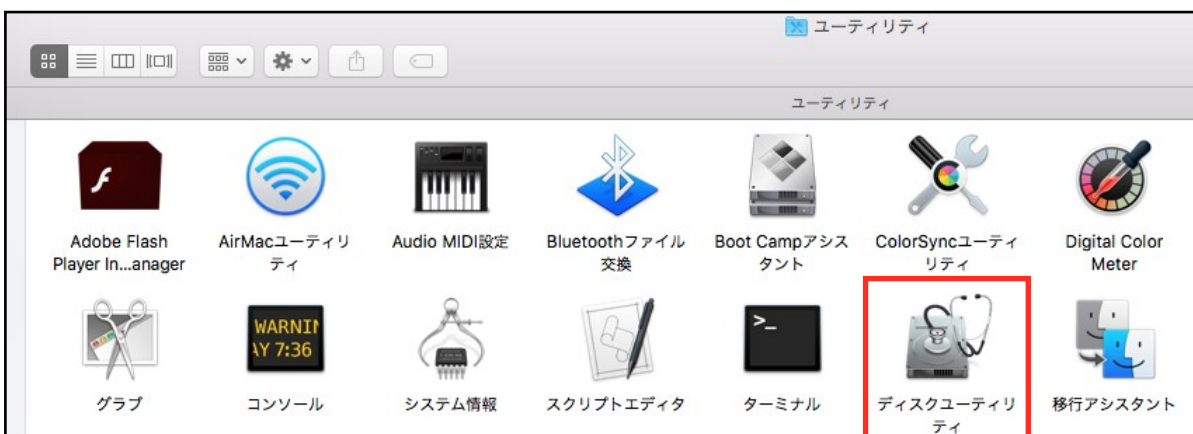 ユーティリティ
ユーティリティ
Adobe Flash
Player In...anager
AirMacユーティリ
ティ
Audio MIDI設定
Bluetoothファイル
交換
Boot Campアシス
タント
ColorSyncユーティ
リティ
Digital Color
Meter
WARNIN
AY 7:36
>_
グラブ
コンソール
システム情報
スクリプトエディタ
ターミナル
ディスクユーティリ
ティ
移行アシスタント